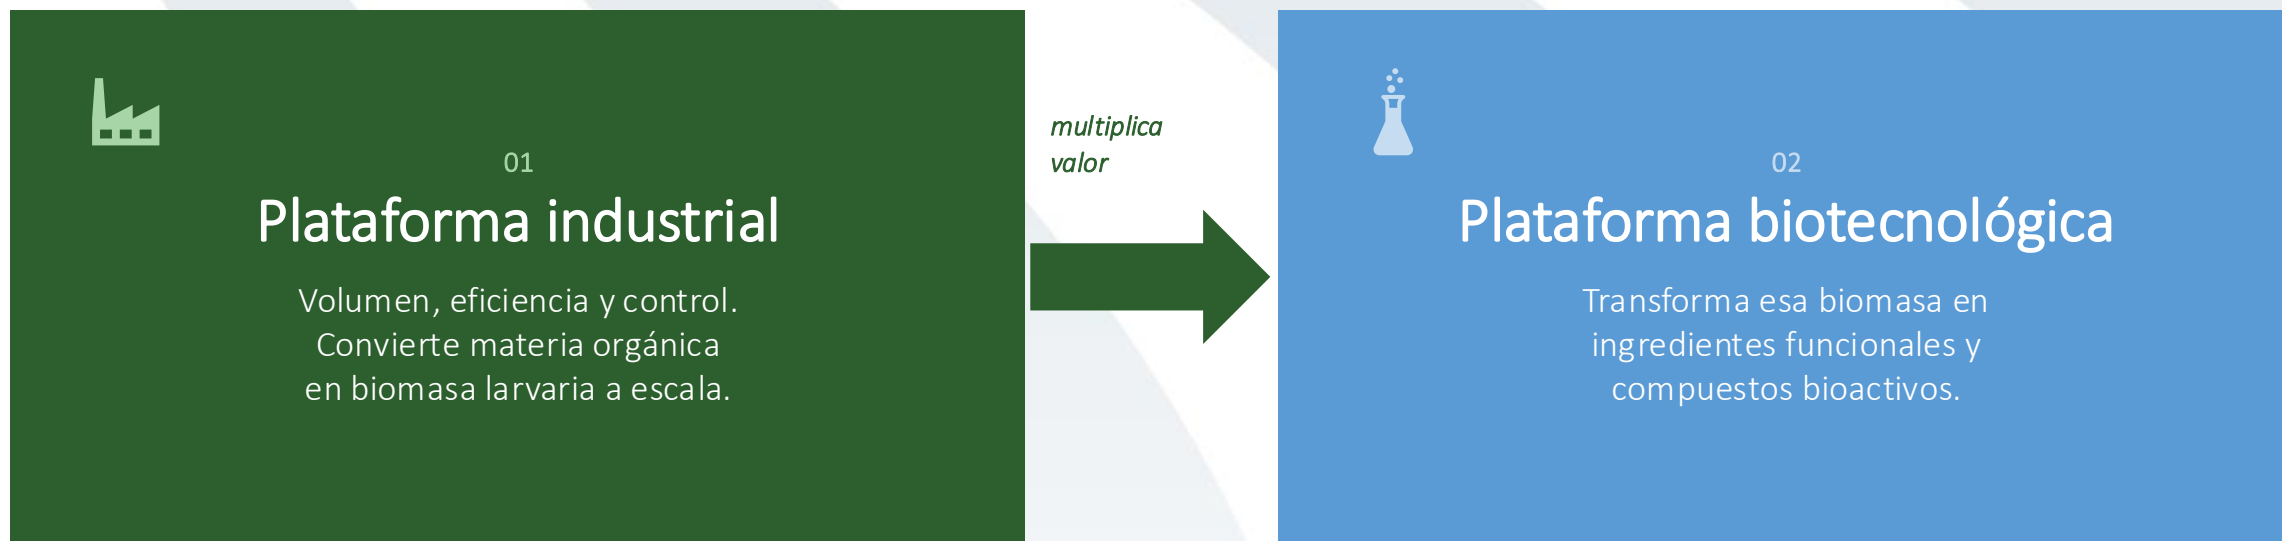 01
Plataforma industrial
Volumen, eficiencia y control.
Convierte materia orgánica
en biomasa larvaria a escala.
multiplica
valor
02
Plataforma biotecnológica
Transforma esa biomasa en
ingredientes funcionales y
compuestos bioactivos.